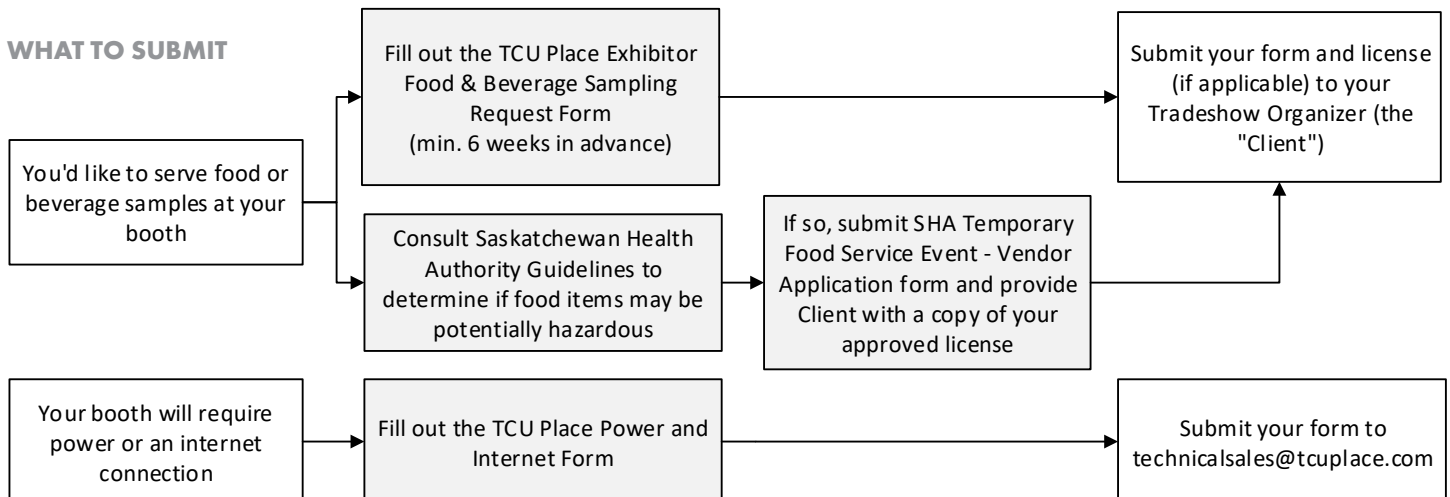 WHAT TO SUBMIT
You'd like to serve food or
beverage samples at your
booth
Fill out the TCU Place Exhibitor
Food & Beverage Sampling
Request Form
(min. 6 weeks in advance)
Submit your form and license
(if applicable) to your
Tradeshow Organizer (the
"Client")
Consult Saskatchewan Health
Authority Guidelines to
determine if food items may be
potentially hazardous
If so, submit SHA Temporary
Food Service Event - Vendor
Application form and provide
Client with a copy of your
approved license
Your booth will require
power or an internet
connection
Fill out the TCU Place Power and
Internet Form
Submit your form to
technicalsales@tcuplace.com